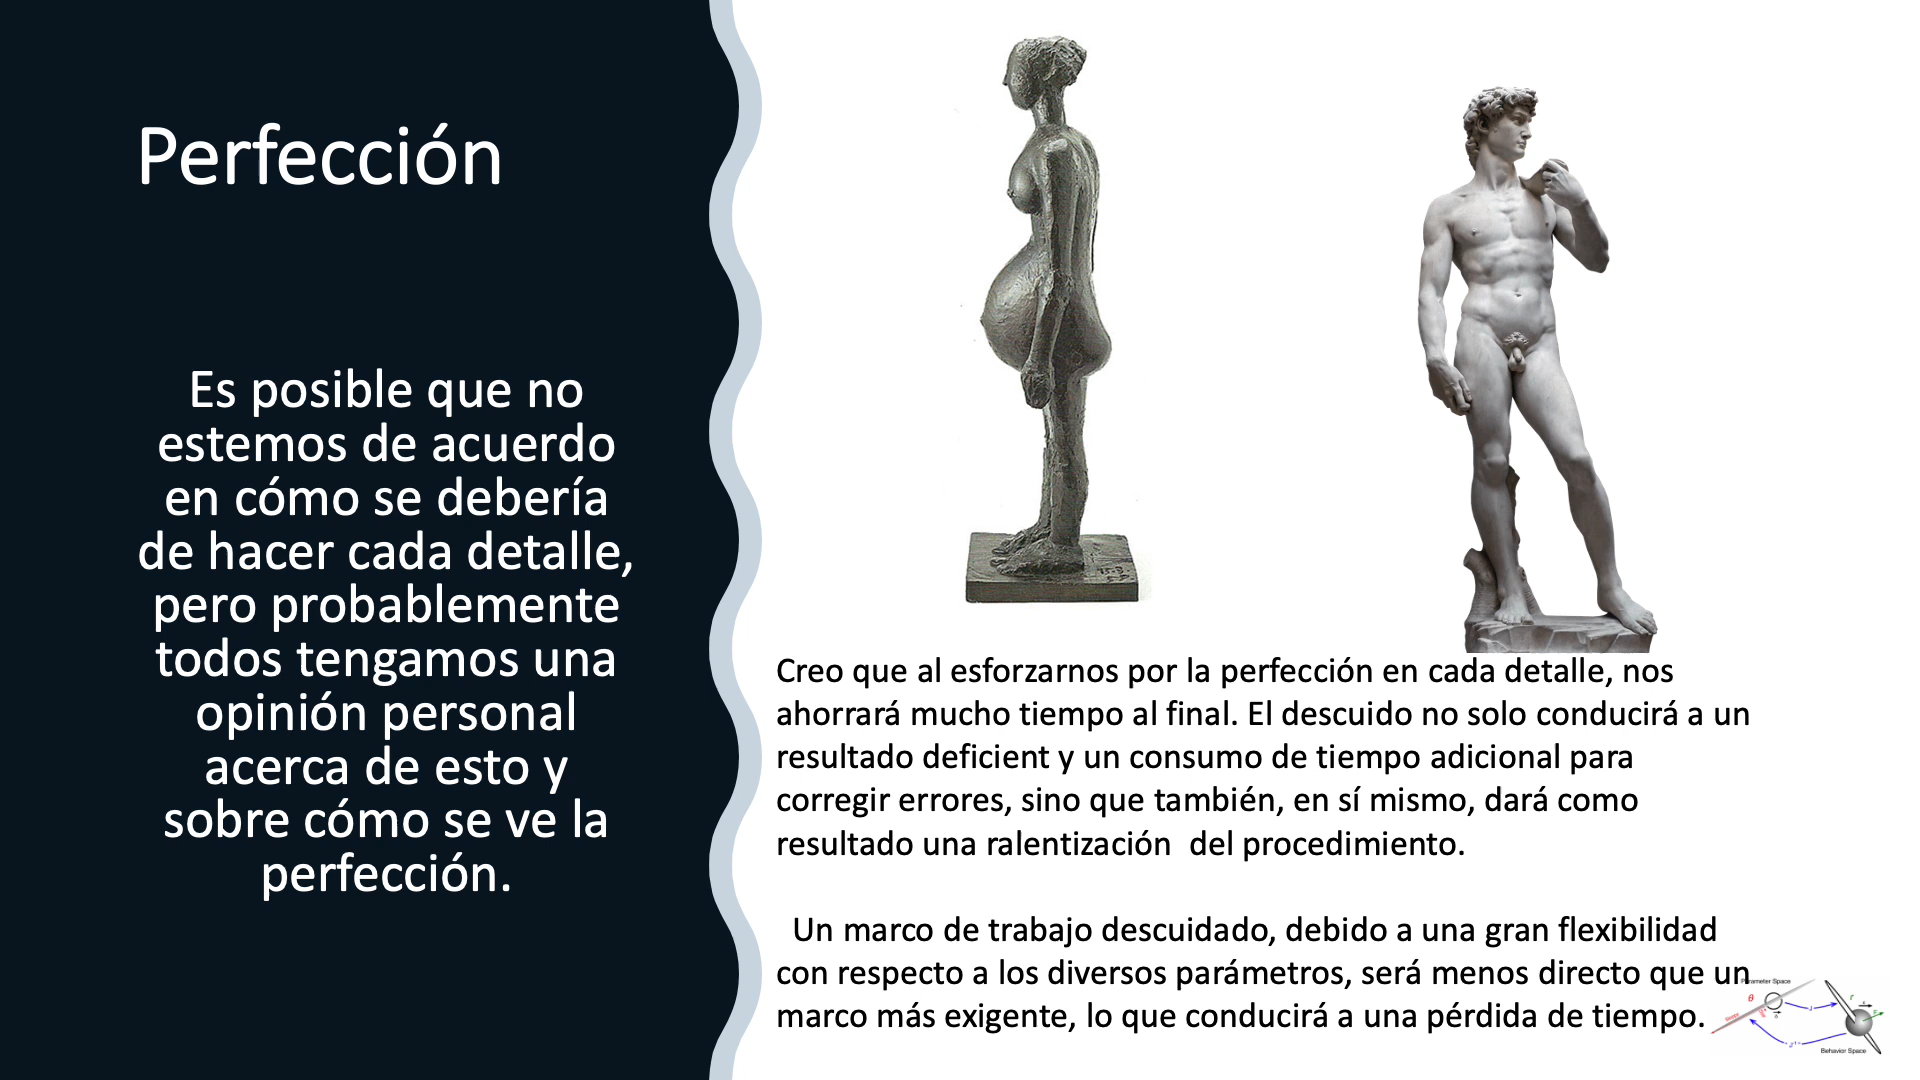 Perfección
Es posible que no
estemos de acuerdo
en cómo se debería
de hacer cada detalle,
pero probablemente
todos tengamos una
opinión personal
acerca de esto y
sobre cómo se ve la
perfección.
Creo que al esforzarnos por la perfección en cada detalle, nos
ahorrará mucho tiempo al final. El descuido no solo conducirá a un
resultado deficient y un consumo de tiempo adicional para
corregir errores, sino que también, en sí mismo, dará como
resultado una ralentización  del procedimiento.
Un marco de trabajo descuidado, debido a una gran flexibilidad
con respecto a los diversos parámetros, será menos directo que un
marco más exigente, lo que conducirá a una pérdida de tiempo.
Parameter Space
θ
Behavior Space